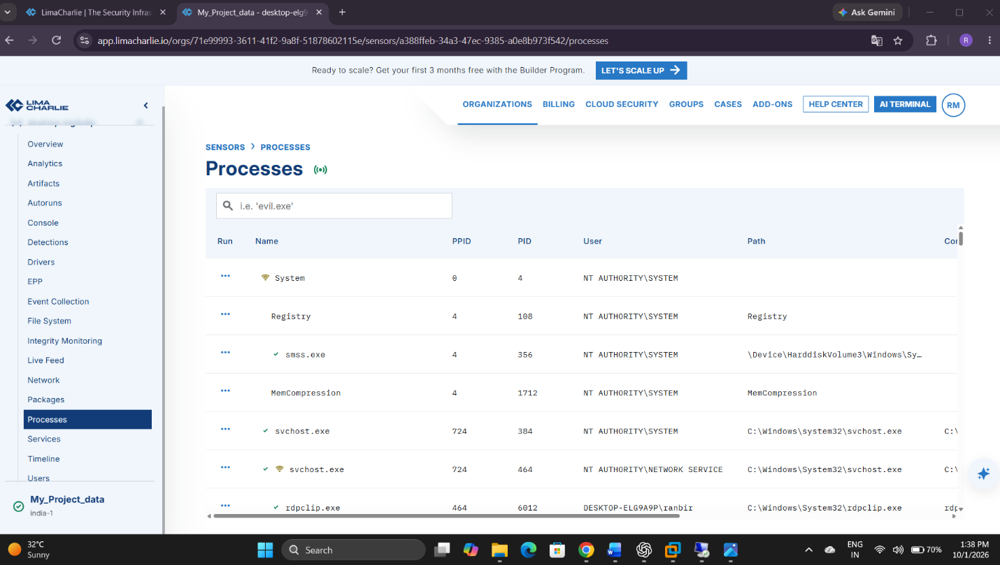 LimaCharlie | The Security Infras
My_Project_data - desktop-elg9
Ask Gemini
app.limacharlie.io/orgs/71e99993-3611-41f2-9a8f-51878602115e/sensors/a388ffeb-34a3-47ec-9385-a0e8b973f542/processes
R
Ready to scale? Get your first 3 months free with the Builder Program.
LET'S SCALE UP
LIMA
CHARLIE
ORGANIZATIONS BILLING CLOUD SECURITY GROUPS CASES ADD-ONS HELP CENTER AI TERMINAL RM
Overview
Analytics
Artifacts
Autoruns
Console
Detections
Drivers
EPP
Event Collection
File System
Integrity Monitoring
Live Feed
Network
Packages
Processes
Services
Timeline
Users
My_Project_data
india-1
SENSORS > PROCESSES
Processes
i.e. 'evil.exe'
Run Name PPID PID User Path Cor
System 0 4 NT AUTHORITY\SYSTEM
Registry 4 108 NT AUTHORITY\SYSTEM Registry
smss.exe 4 356 NT AUTHORITY\SYSTEM \Device\HarddiskVolume3\Windows\Sy…
MemCompression 4 1712 NT AUTHORITY\SYSTEM MemCompression
svchost.exe 724 384 NT AUTHORITY\SYSTEM C:\Windows\system32\svchost.exe C:\
svchost.exe 724 464 NT AUTHORITY\NETWORK SERVICE C:\Windows\System32\svchost.exe C:\
rdpclip.exe 464 6012 DESKTOP-ELG9A9P\ranbir C:\Windows\System32\rdpclip.exe rdp
32°C
Sunny
Search
ENG
IN
70%
1:38 PM
10/1/2026